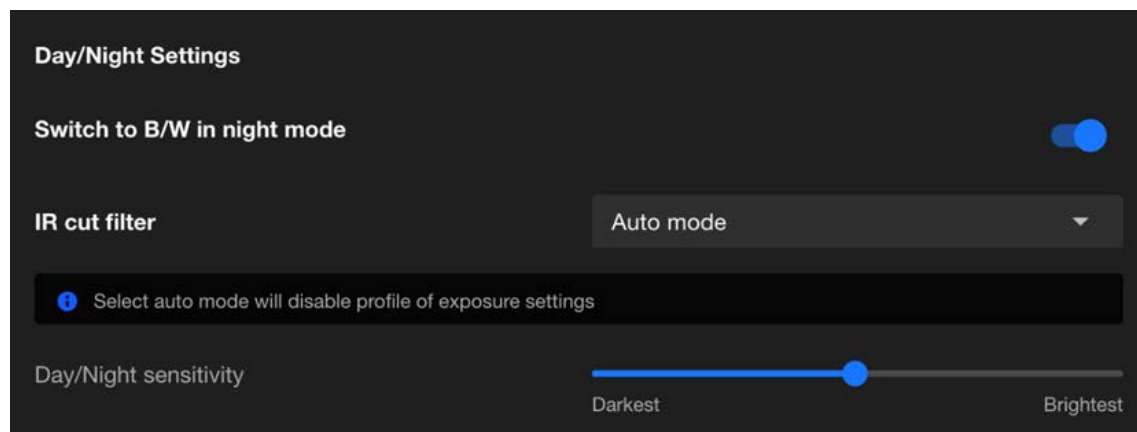 Day/Night Settings
Switch to B/W in night mode
IR cut filter
Auto mode
Select auto mode will disable profile of exposure settings
Day/Night sensitivity
Darkest
Brightest